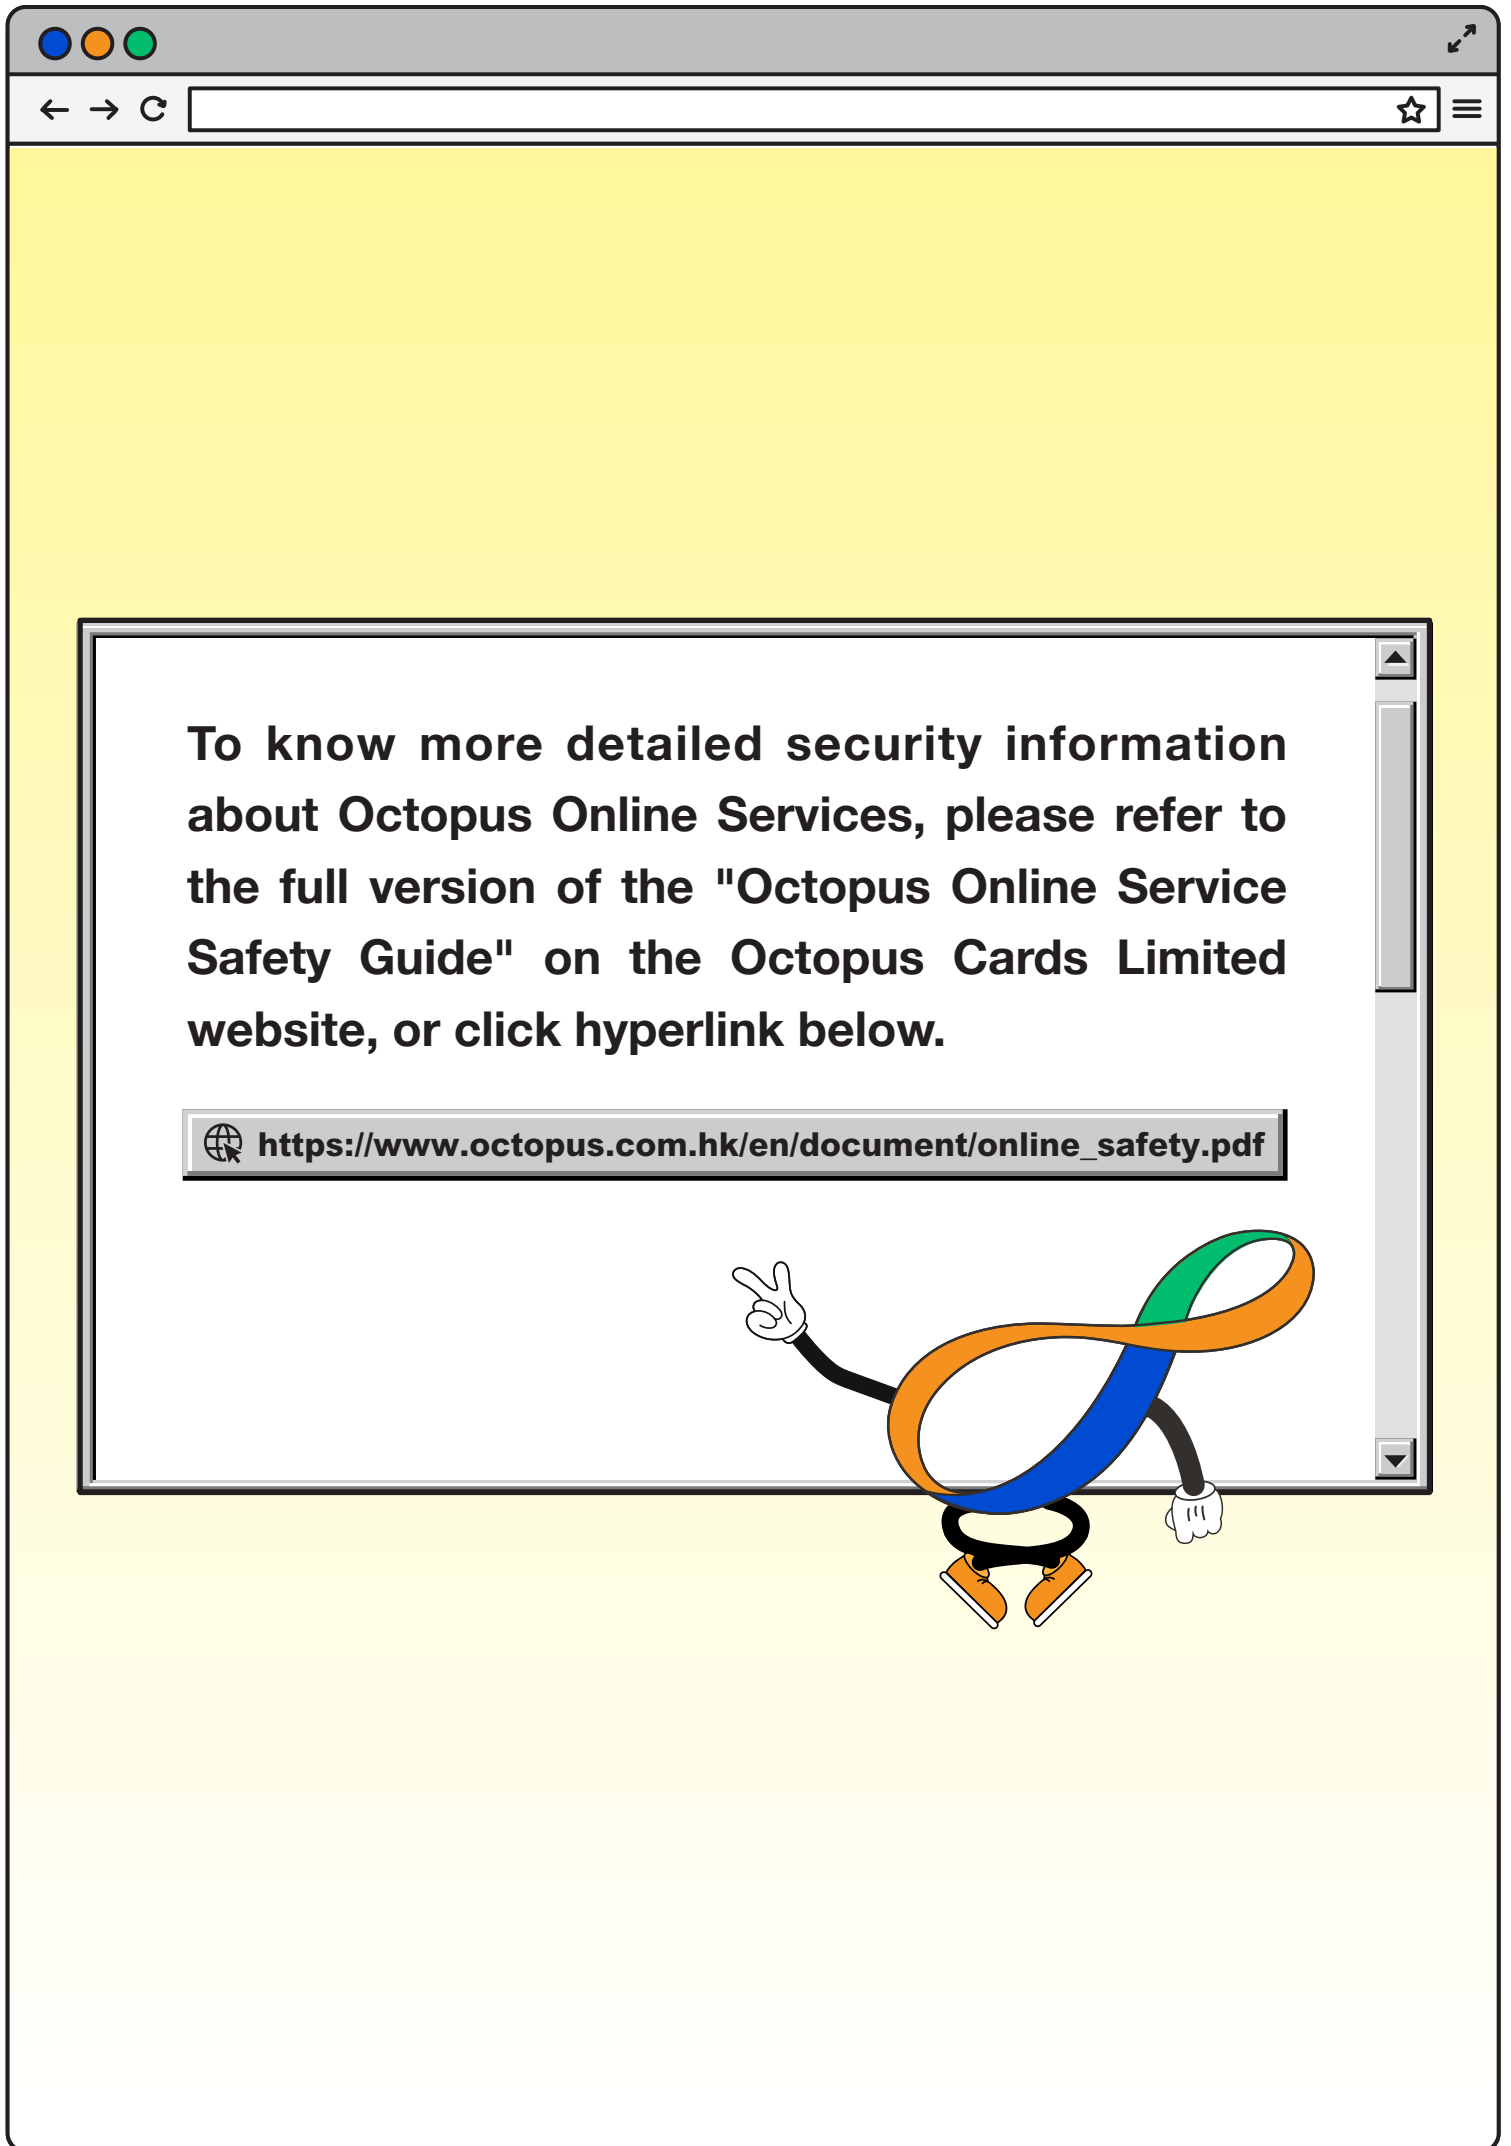 To know more detailed security information
about Octopus Online Services, please refer to
the full version of the "Octopus Online Service
Safety Guide" on the Octopus Cards Limited
website, or click hyperlink below.
https://www.octopus.com.hk/en/document/online_safety.pdf